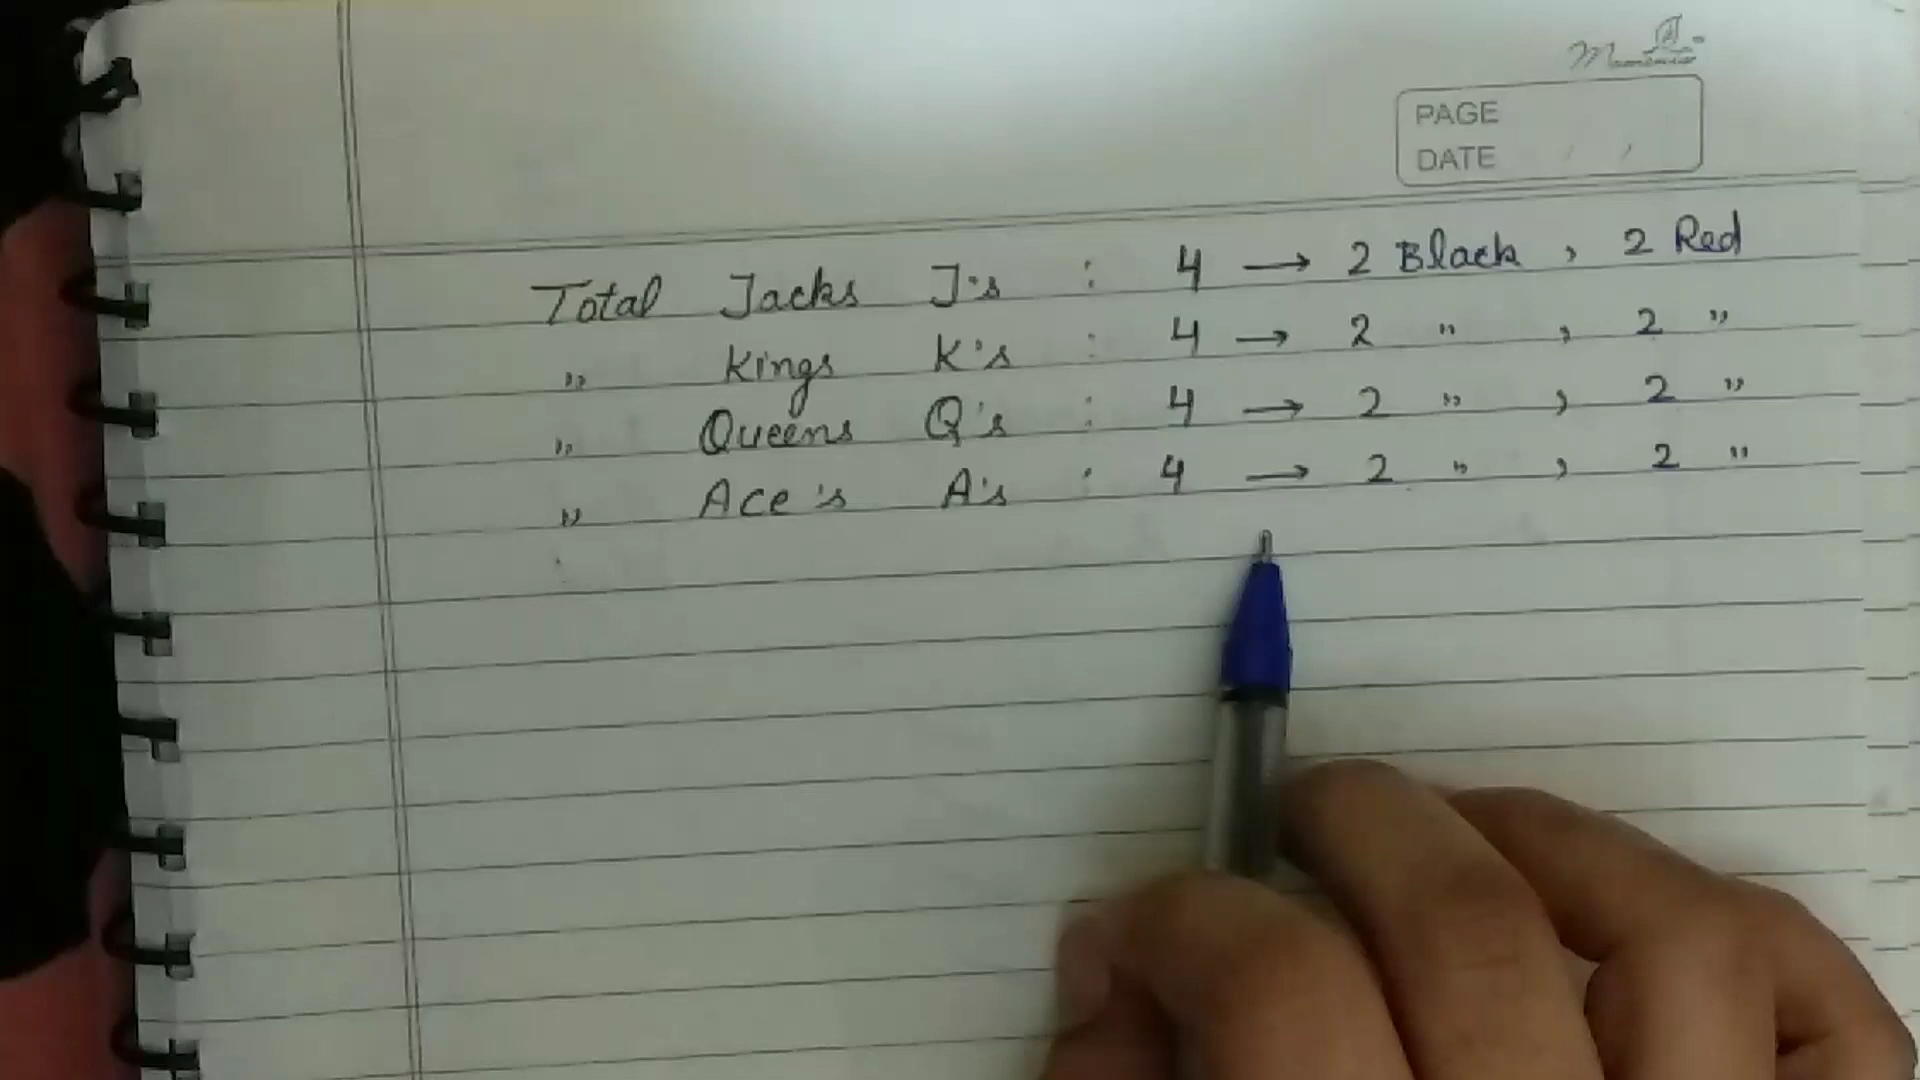 PAGE
DATE / /
Total Jacks J's : 4 → 2 Black , 2 Red
" Kings K's : 4 → 2 " , 2 "
" Queens Q's : 4 → 2 " , 2 "
" Ace's A's : 4 → 2 " , 2 "